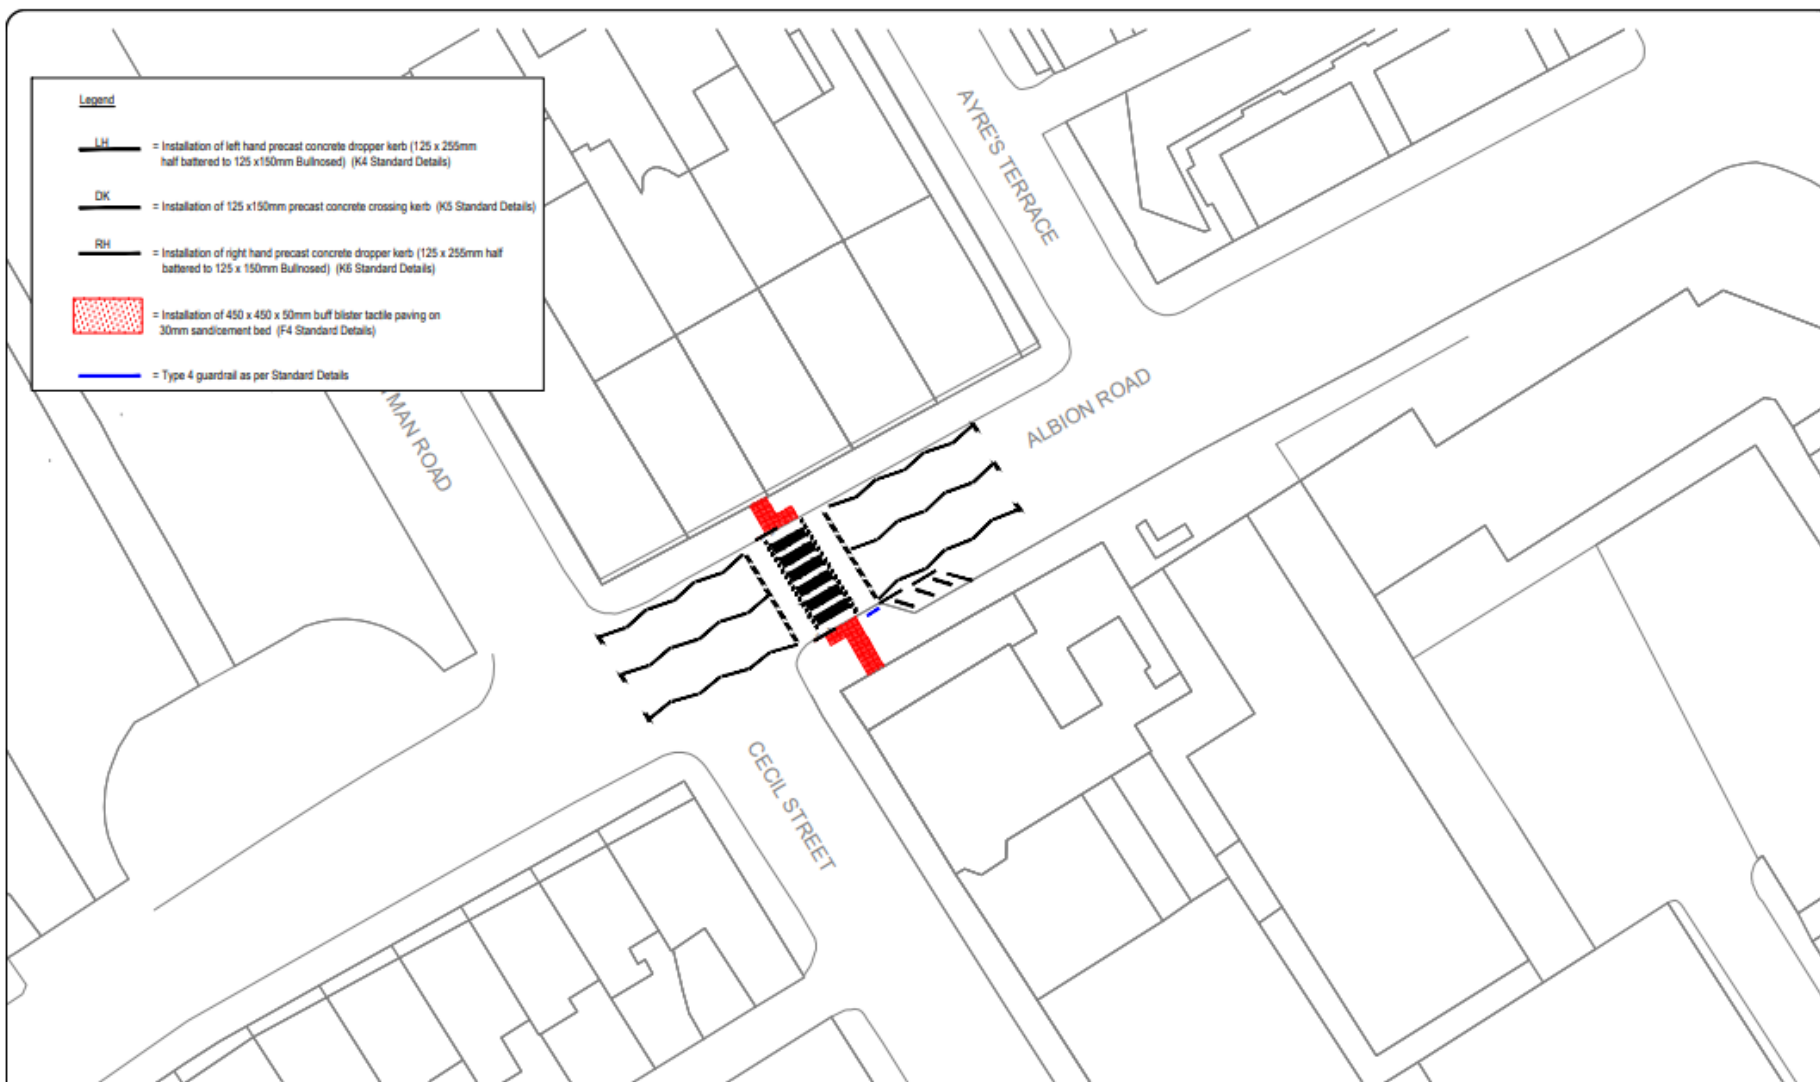 Legend
LH
= Installation of left hand precast concrete dropper kerb (125 x 255mm
half battered to 125 x150mm Bullnosed) (K4 Standard Details)
DK
= Installation of 125 x150mm precast concrete crossing kerb (K5 Standard Details)
RH
= Installation of right hand precast concrete dropper kerb (125 x 255mm half
battered to 125 x 150mm Bullnosed) (K6 Standard Details)
= Installation of 450 x 450 x 50mm buff blister tactile paving on
30mm sand/cement bed (F4 Standard Details)
= Type 4 guardrail as per Standard Details
AYRE'S TERRACE
MAN ROAD
ALBION ROAD
CECIL STREET